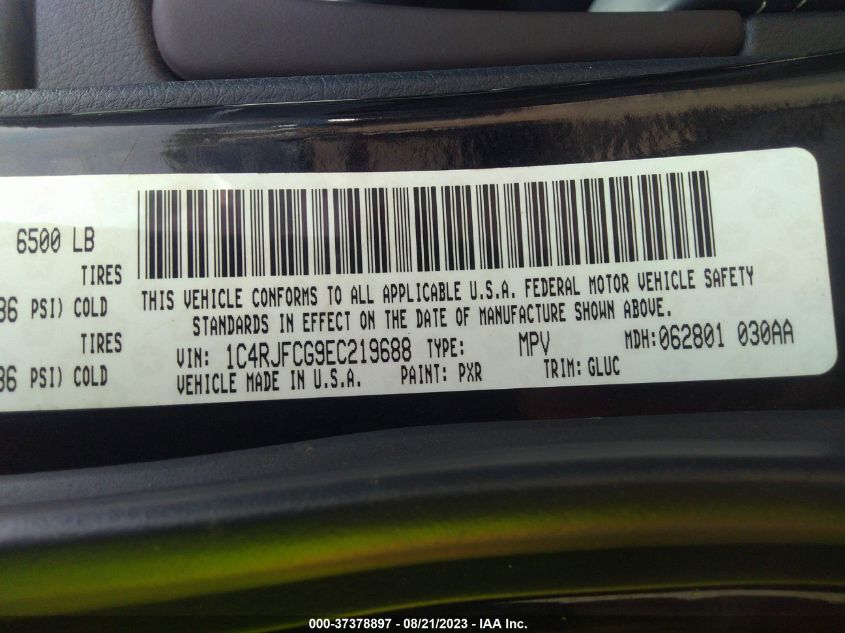 6500 LB
TIRES
36 PSI) COLD
TIRES
36 PSI) COLD
THIS VEHICLE CONFORMS TO ALL APPLICABLE U.S.A. FEDERAL MOTOR VEHICLE SAFETY
STANDARDS IN EFFECT ON THE DATE OF MANUFACTURE SHOWN ABOVE.
VIN: 1C4RJFCG9EC219688 TYPE: MPV MDH:062801 030AA
VEHICLE MADE IN U.S.A. PAINT: PXR TRIM: GLUC
000-37378897 - 08/21/2023 - IAA Inc.